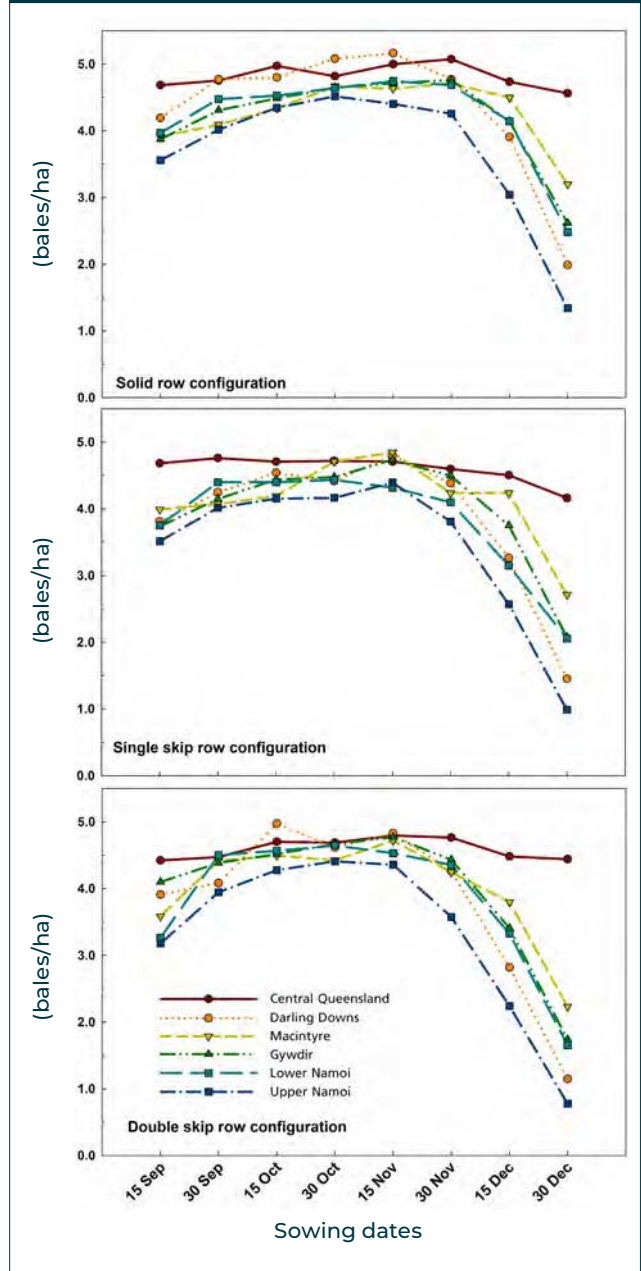 (bales/ha)
5.0
4.0
3.0
2.0
1.0
0.0
Solid row configuration
(bales/ha)
5.0
4.0
3.0
2.0
1.0
0.0
Single skip row configuration
(bales/ha)
5.0
4.0
3.0
2.0
1.0
0.0
Central Queensland
Darling Downs
Macintyre
Gywdir
Lower Namoi
Upper Namoi
Double skip row configuration
15 Sep
30 Sep
15 Oct
30 Oct
15 Nov
30 Nov
15 Dec
30 Dec
Sowing dates